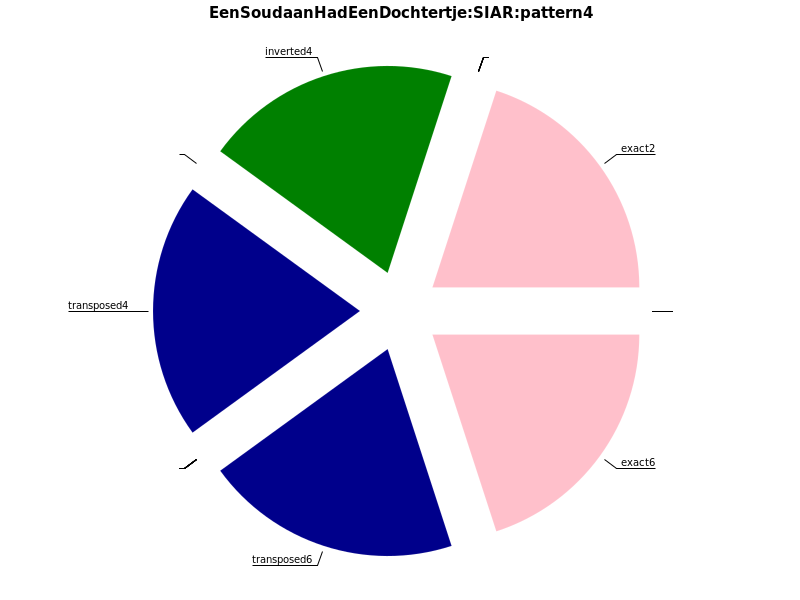 EenSoudaanHadEenDochtertje:SIAR:pattern4
inverted4
exact2
transposed4
exact6
transposed6